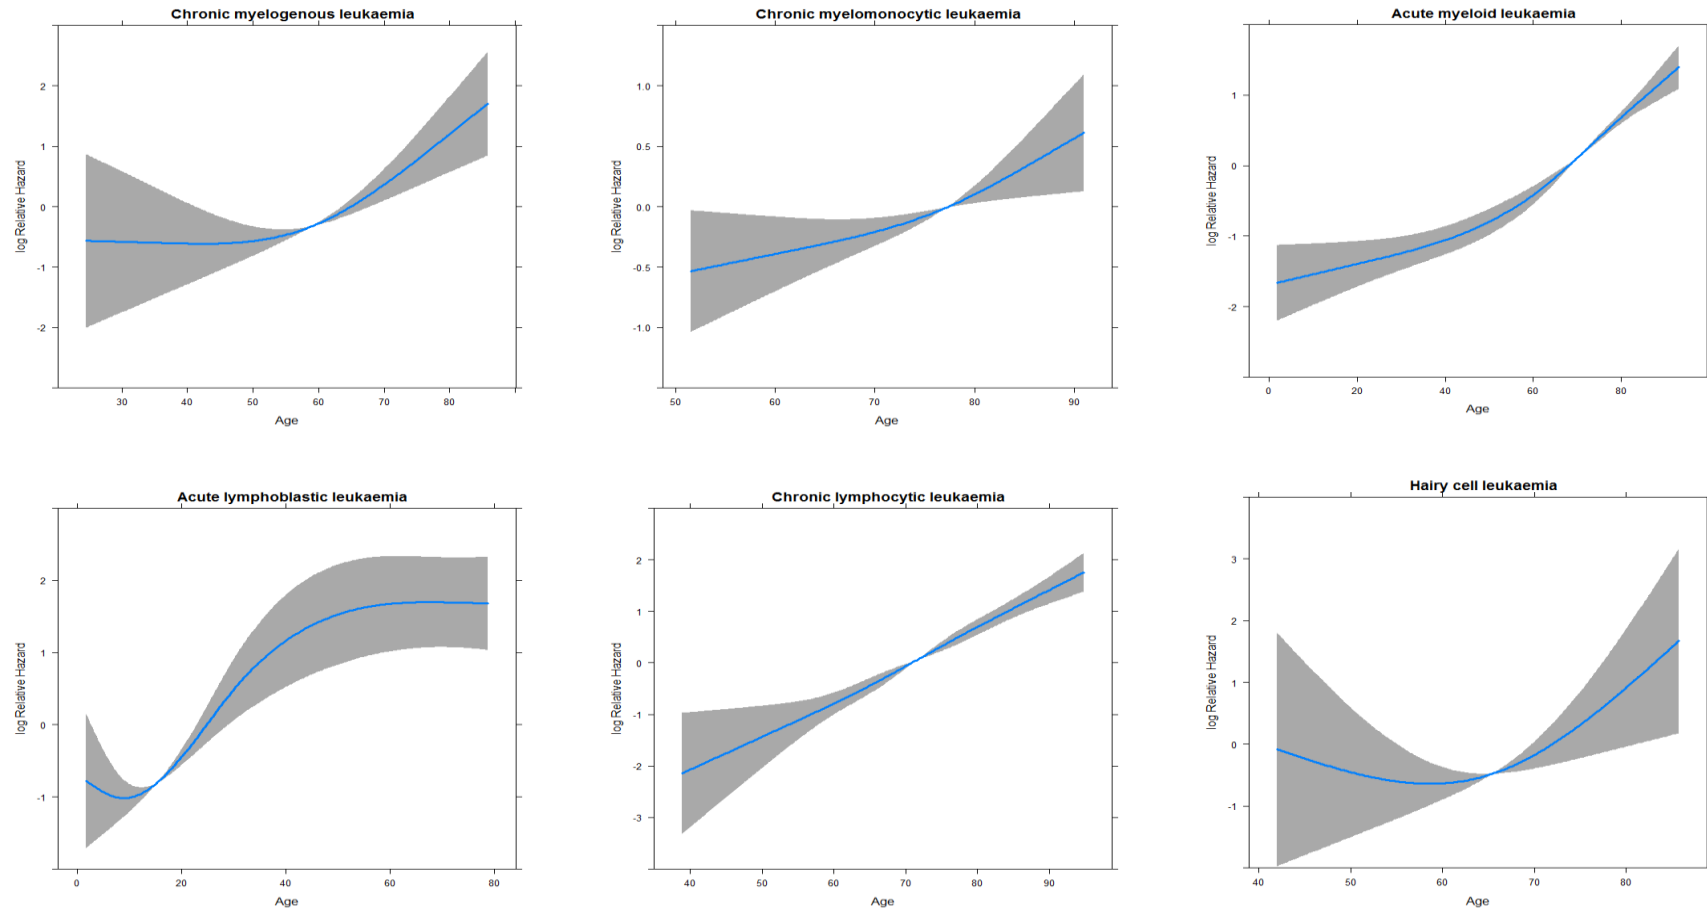 Chronic myelogenous leukaemia
log Relative Hazard
2
1
0
-1
-2
30 40 50 60 70 80
Age
Chronic myelomonocytic leukaemia
log Relative Hazard
1.0
0.5
0.0
-0.5
-1.0
50 60 70 80 90
Age
Acute myeloid leukaemia
log Relative Hazard
1
0
-1
-2
0 20 40 60 80
Age
Acute lymphoblastic leukaemia
log Relative Hazard
2
1
0
-1
0 20 40 60 80
Age
Chronic lymphocytic leukaemia
log Relative Hazard
2
1
0
-1
-2
-3
40 50 60 70 80 90
Age
Hairy cell leukaemia
log Relative Hazard
3
2
1
0
-1
40 50 60 70 80
Age